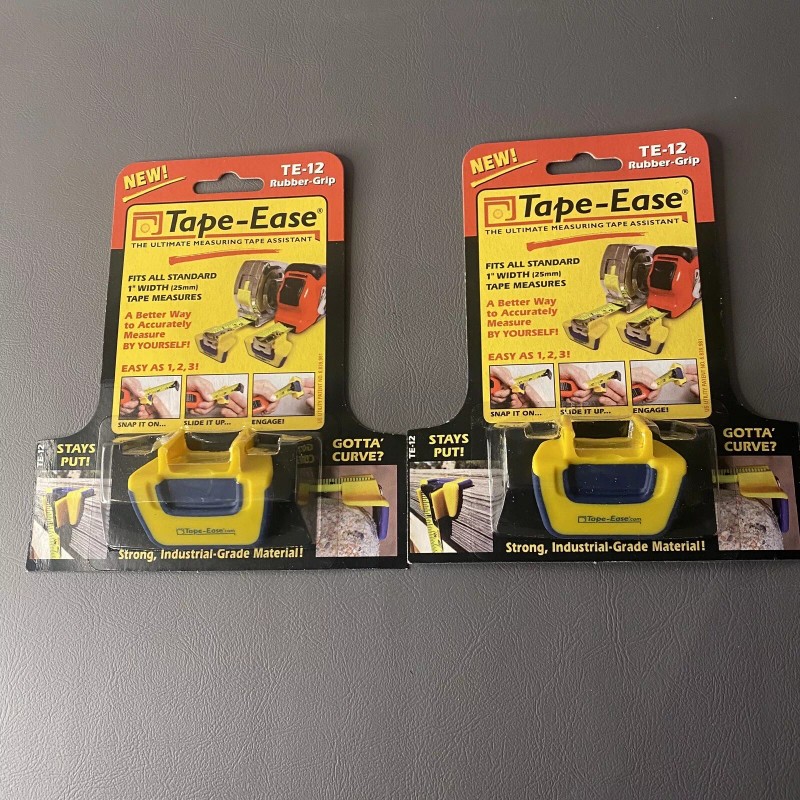 NEW!
TE-12
Rubber-Grip
Tape-Ease®
THE ULTIMATE MEASURING TAPE ASSISTANT
FITS ALL STANDARD
1" WIDTH (25mm)
TAPE MEASURES
A Better Way
to Accurately
Measure
BY YOURSELF!
EASY AS 1, 2, 3!
SNAP IT ON...
SLIDE IT UP...
ENGAGE!
TE-12
STAYS
PUT!
GOTTA'
CURVE?
Tape-Ease.com
Strong, Industrial-Grade Material!
NEW!
TE-12
Rubber-Grip
Tape-Ease®
THE ULTIMATE MEASURING TAPE ASSISTANT
FITS ALL STANDARD
1" WIDTH (25mm)
TAPE MEASURES
A Better Way
to Accurately
Measure
BY YOURSELF!
EASY AS 1, 2, 3!
SNAP IT ON...
SLIDE IT UP...
ENGAGE!
TE-12
STAYS
PUT!
GOTTA'
CURVE?
Tape-Ease.com
Strong, Industrial-Grade Material!